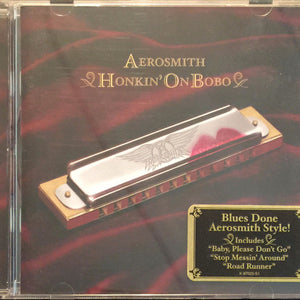 AEROSMITH
HONKIN' ON BOBO
Blues Done
Aerosmith Style!
Includes
"Baby, Please Don't Go"
"Stop Messin' Around"
"Road Runner"